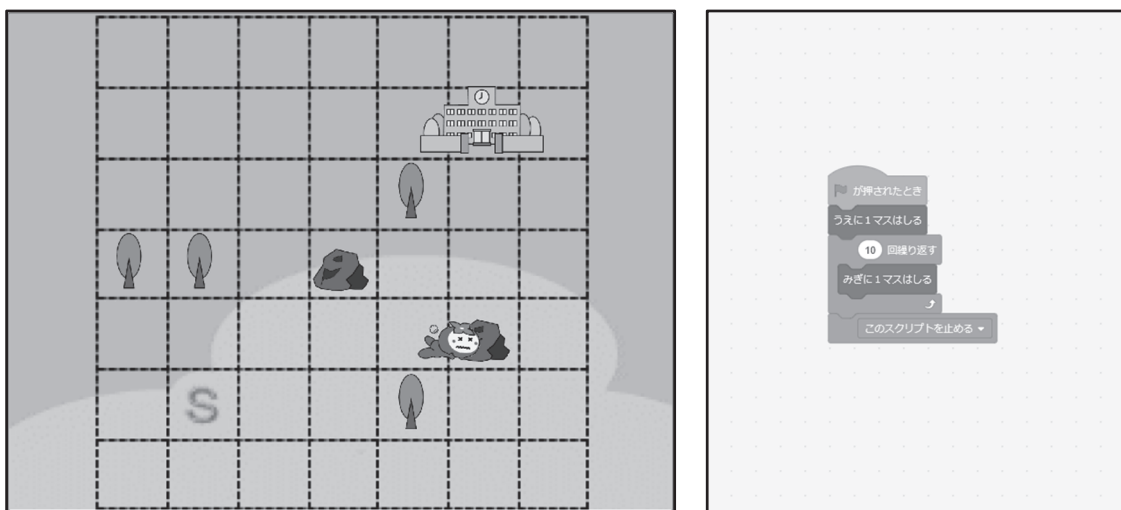 S
が押されたとき
うえに1マスはしる
10 回繰り返す
みぎに1マスはしる
このスクリプトを止める